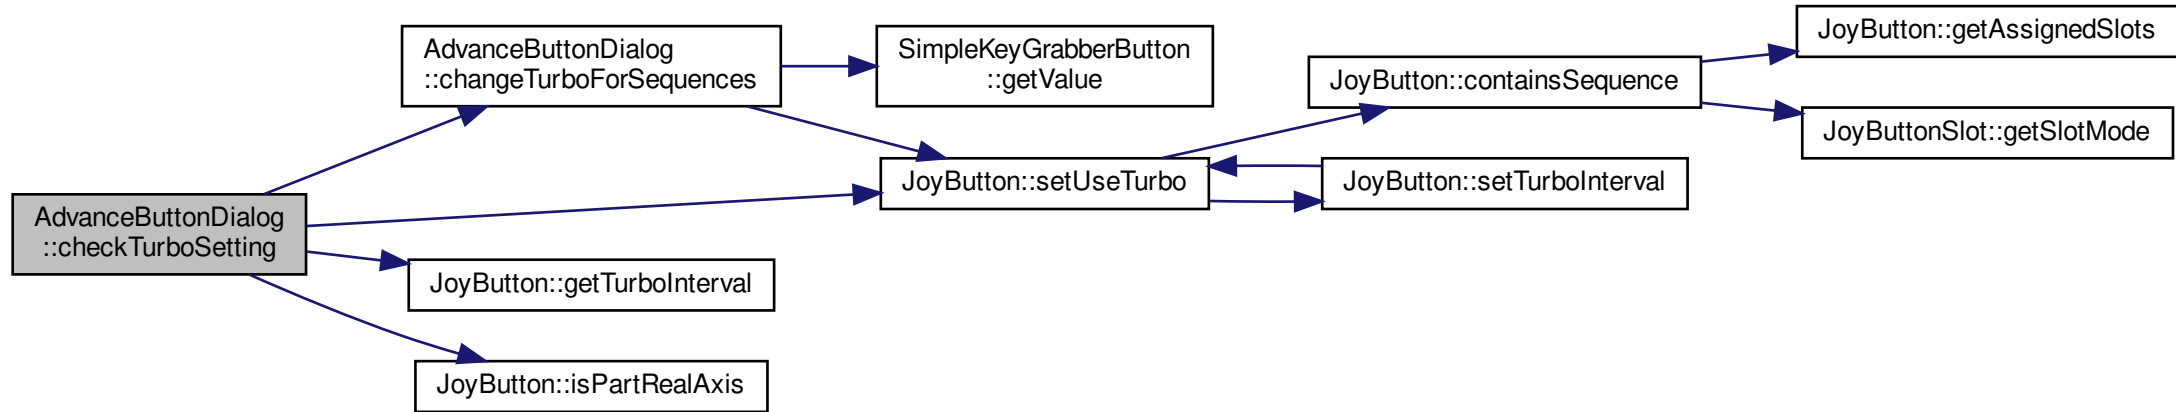 AdvanceButtonDialog
::checkTurboSetting
AdvanceButtonDialog
::changeTurboForSequences
SimpleKeyGrabberButton
::getValue
JoyButton::setUseTurbo
JoyButton::containsSequence
JoyButton::getAssignedSlots
JoyButtonSlot::getSlotMode
JoyButton::setTurboInterval
JoyButton::getTurboInterval
JoyButton::isPartRealAxis